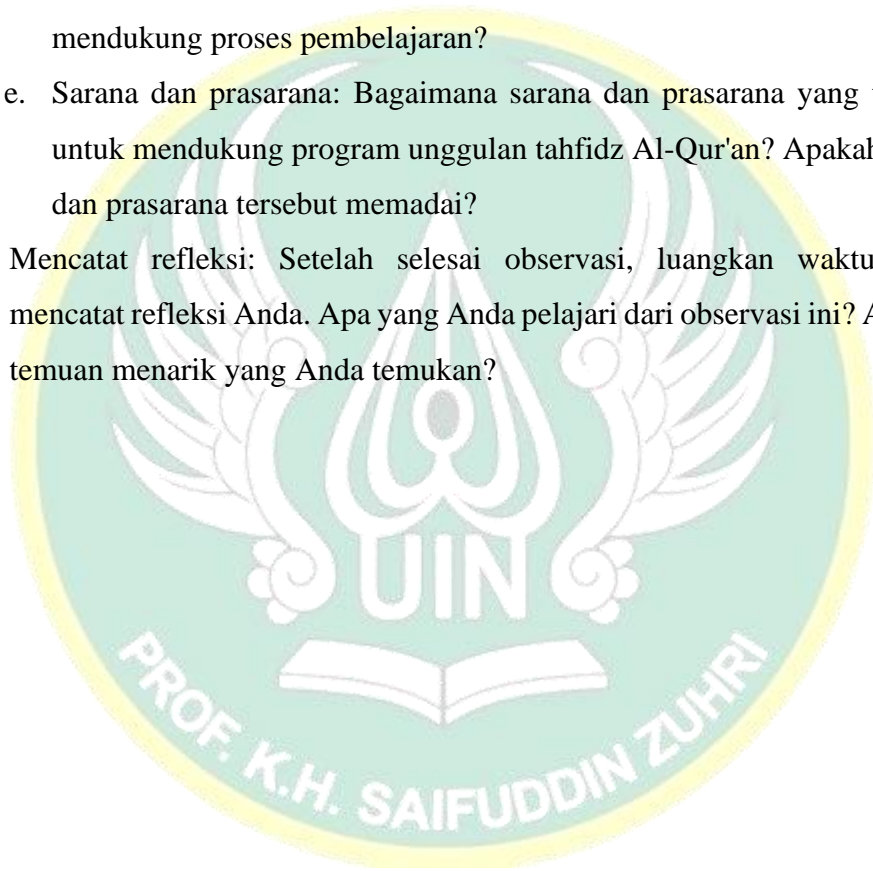 mendukung proses pembelajaran?
e. Sarana dan prasarana: Bagaimana sarana dan prasarana yang
untuk mendukung program unggulan tahfidz Al-Qur'an? Apakah
dan prasarana tersebut memadai?
Mencatat refleksi: Setelah selesai observasi, luangkan waktu
mencatat refleksi Anda. Apa yang Anda pelajari dari observasi ini?
temuan menarik yang Anda temukan?
UIN
PROF. K.H. SAIFUDDIN ZUHRI